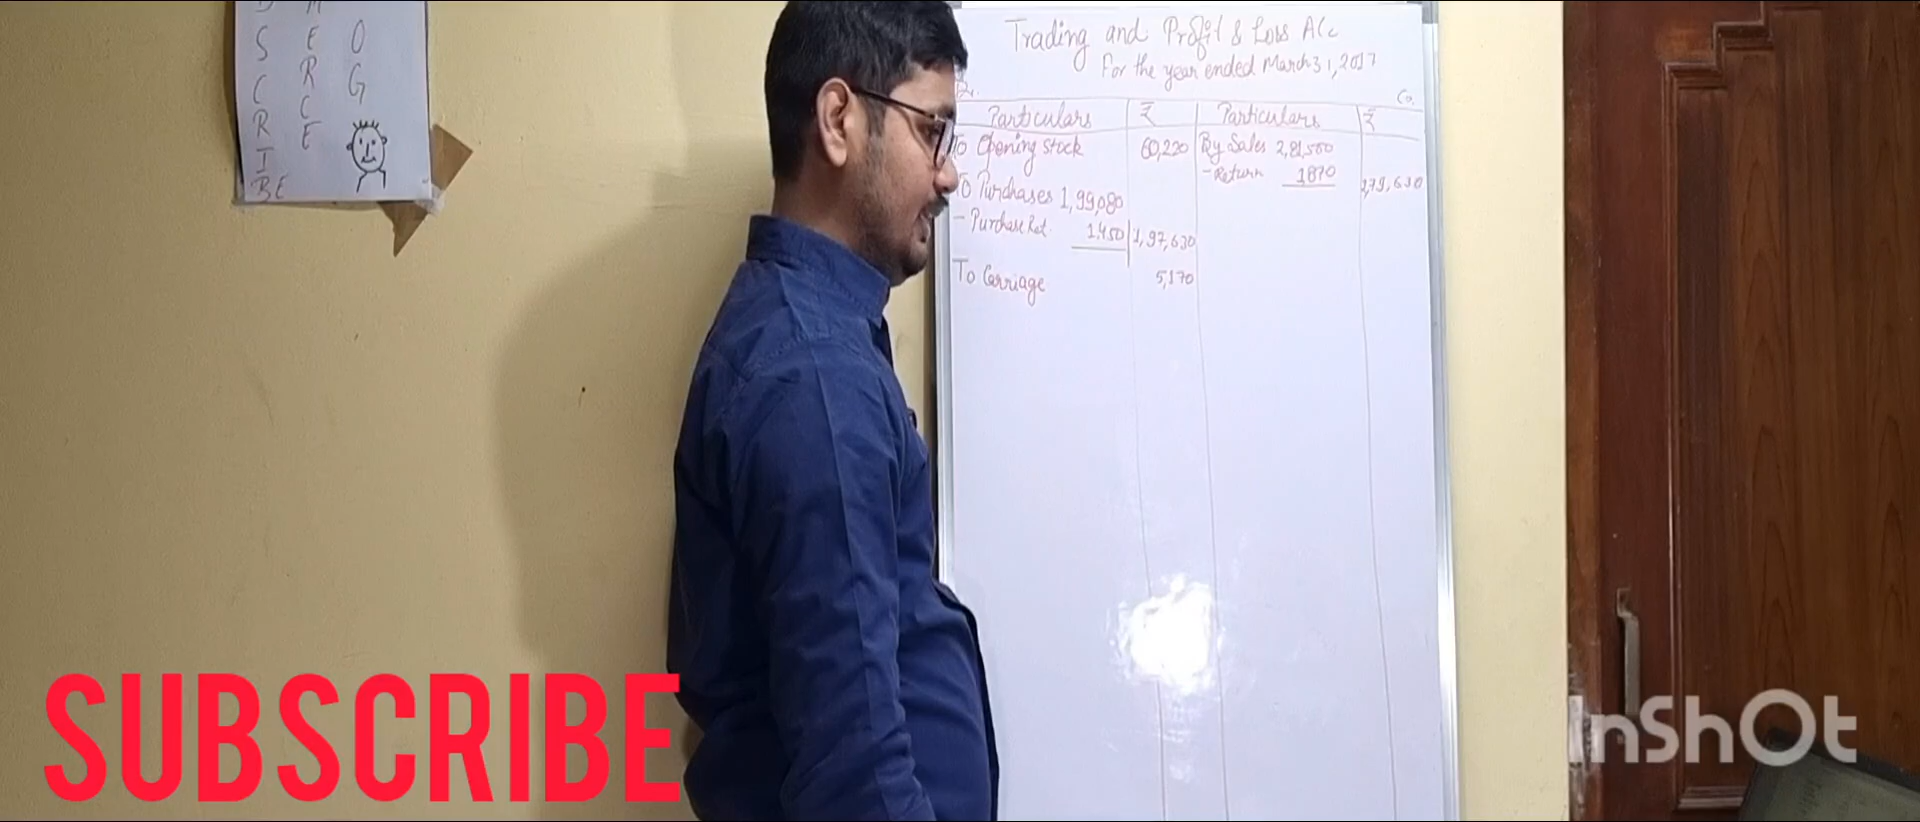 S
C
R
I
BE
M
E
R
C
E
O
G
Trading and Profit & Loss A/c
For the year ended March 31, 2017
Dr.
Cr.
Particulars ₹ Particulars ₹
To Opening stock 60,220 By Sales 2,81,500
- Return 1870 2,79,630
To Purchases 1,99,080
- Purchase Ret. 1,450 1,97,630
To Carriage 5,170
SUBSCRIBE
InShOt